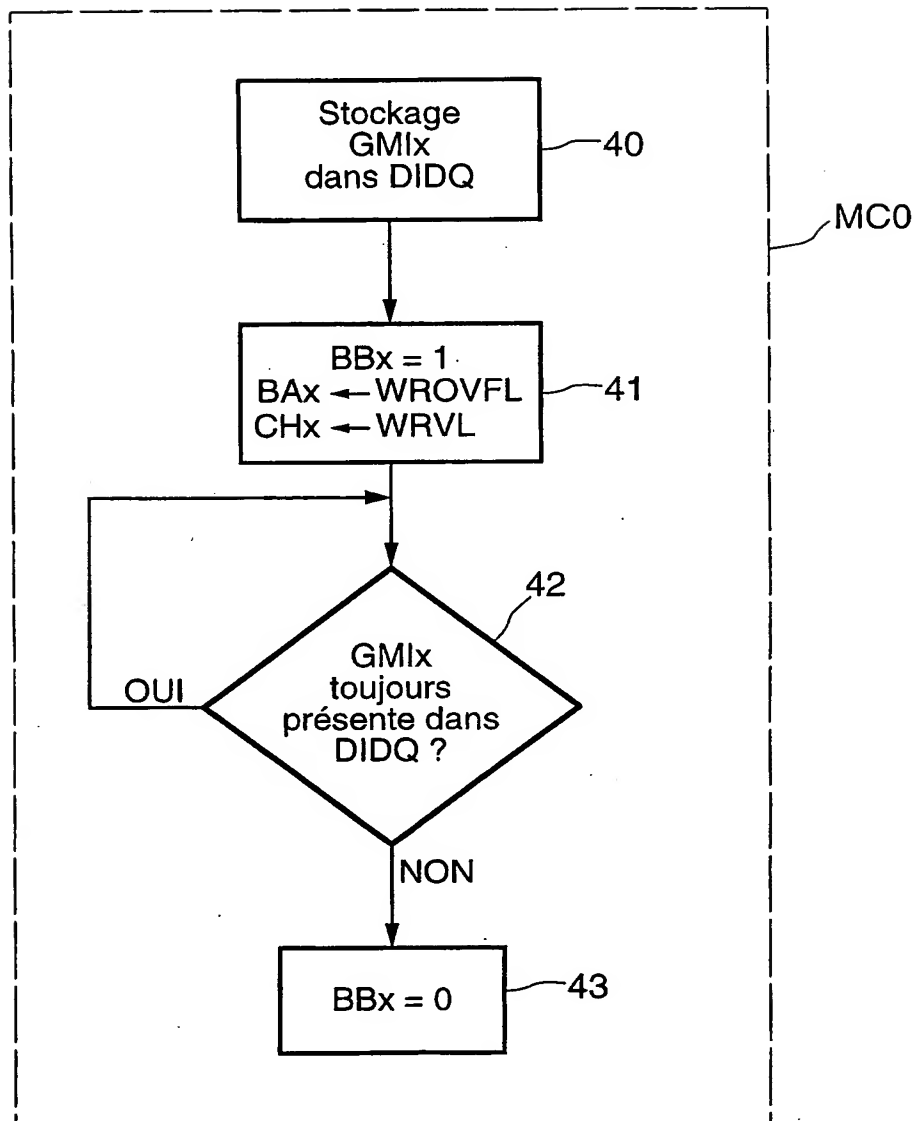 Stockage
GMIx
dans DIDQ
40
MC0
BBx = 1
BAx ← WROVFL
CHx ← WRVL
41
42
GMIx
toujours
présente dans
DIDQ ?
OUI
NON
BBx = 0
43